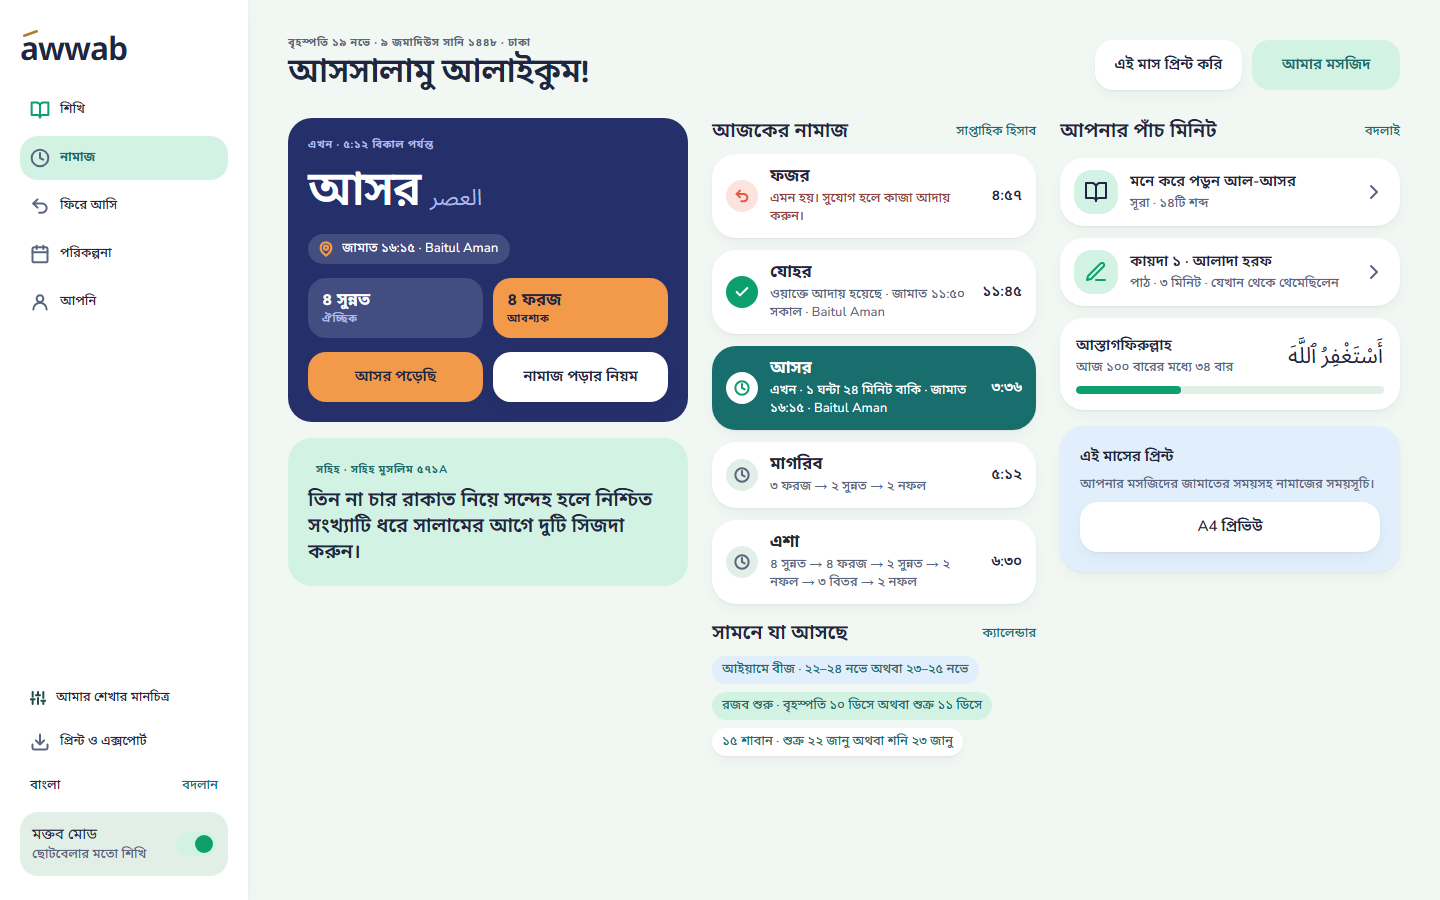 awwab
শিখি
নামাজ
ফিরে আসি
পরিকল্পনা
আপনি
আমার শেখার মানচিত্র
প্রিন্ট ও এক্সপোর্ট
বাংলা
বদলান
মক্তব মোড
ছোটবেলার মতো শিখি
বৃহস্পতি ১৯ নভে · ৯ জমাদিউস সানি ১৪৪৮ · ঢাকা
আসসালামু আলাইকুম!
এই মাস প্রিন্ট করি
আমার মসজিদ
এখন · ৫:১২ বিকাল পর্যন্ত
আসর العصر
জামাত ১৬:১৫ · Baitul Aman
৪ সুন্নত
ঐচ্ছিক
৪ ফরজ
আবশ্যক
আসর পড়েছি
নামাজ পড়ার নিয়ম
সহিহ · সহিহ মুসলিম ৫৭১A
তিন না চার রাকাত নিয়ে সন্দেহ হলে নিশ্চিত
সংখ্যাটি ধরে সালামের আগে দুটি সিজদা
করুন।
আজকের নামাজ
সাপ্তাহিক হিসাব
ফজর
এমন হয়। সুযোগ হলে কাজা আদায়
করুন।
৪:৫৭
যোহর
ওয়াক্তে আদায় হয়েছে · জামাত ১১:৫০
সকাল · Baitul Aman
১১:৪৫
আসর
এখন · ১ ঘন্টা ২৪ মিনিট বাকি · জামাত
১৬:১৫ · Baitul Aman
৩:৩৬
মাগরিব
৩ ফরজ → ২ সুন্নত → ২ নফল
৫:১২
এশা
৪ সুন্নত → ৪ ফরজ → ২ সুন্নত → ২
নফল → ৩ বিতর → ২ নফল
৬:৩০
সামনে যা আসছে
ক্যালেন্ডার
আইয়ামে বীজ · ২২–২৪ নভে অথবা ২৩–২৫ নভে
রজব শুরু · বৃহস্পতি ১০ ডিসে অথবা শুক্র ১১ ডিসে
১৫ শাবান · শুক্র ২২ জানু অথবা শনি ২৩ জানু
আপনার পাঁচ মিনিট
বদলাই
মনে করে পড়ুন আল-আসর
সূরা · ১৪টি শব্দ
কায়দা ১ · আলাদা হরফ
পাঠ · ৩ মিনিট · যেখান থেকে থেমেছিলেন
আস্তাগফিরুল্লাহ
আজ ১০০ বারের মধ্যে ৩৪ বার
أَسْتَغْفِرُ ٱللَّهَ
এই মাসের প্রিন্ট
আপনার মসজিদের জামাতের সময়সহ নামাজের সময়সূচি।
A4 প্রিভিউ